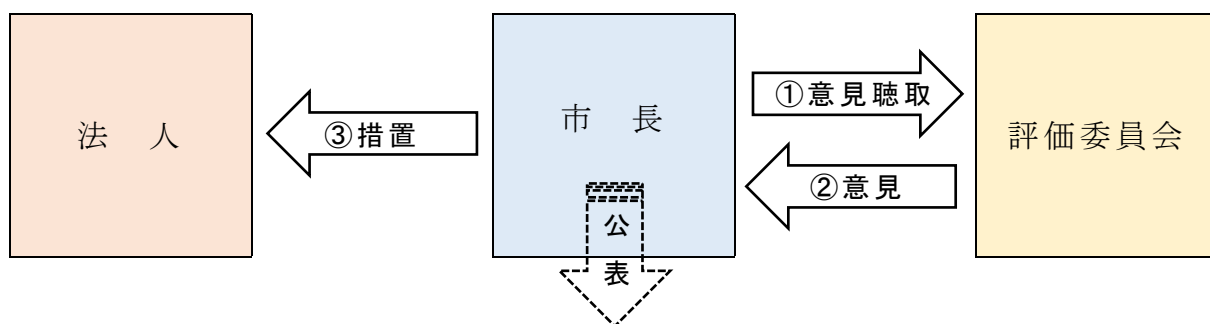 法　人
③措置
市　長
公
表
①意見聴取
②意見
評価委員会